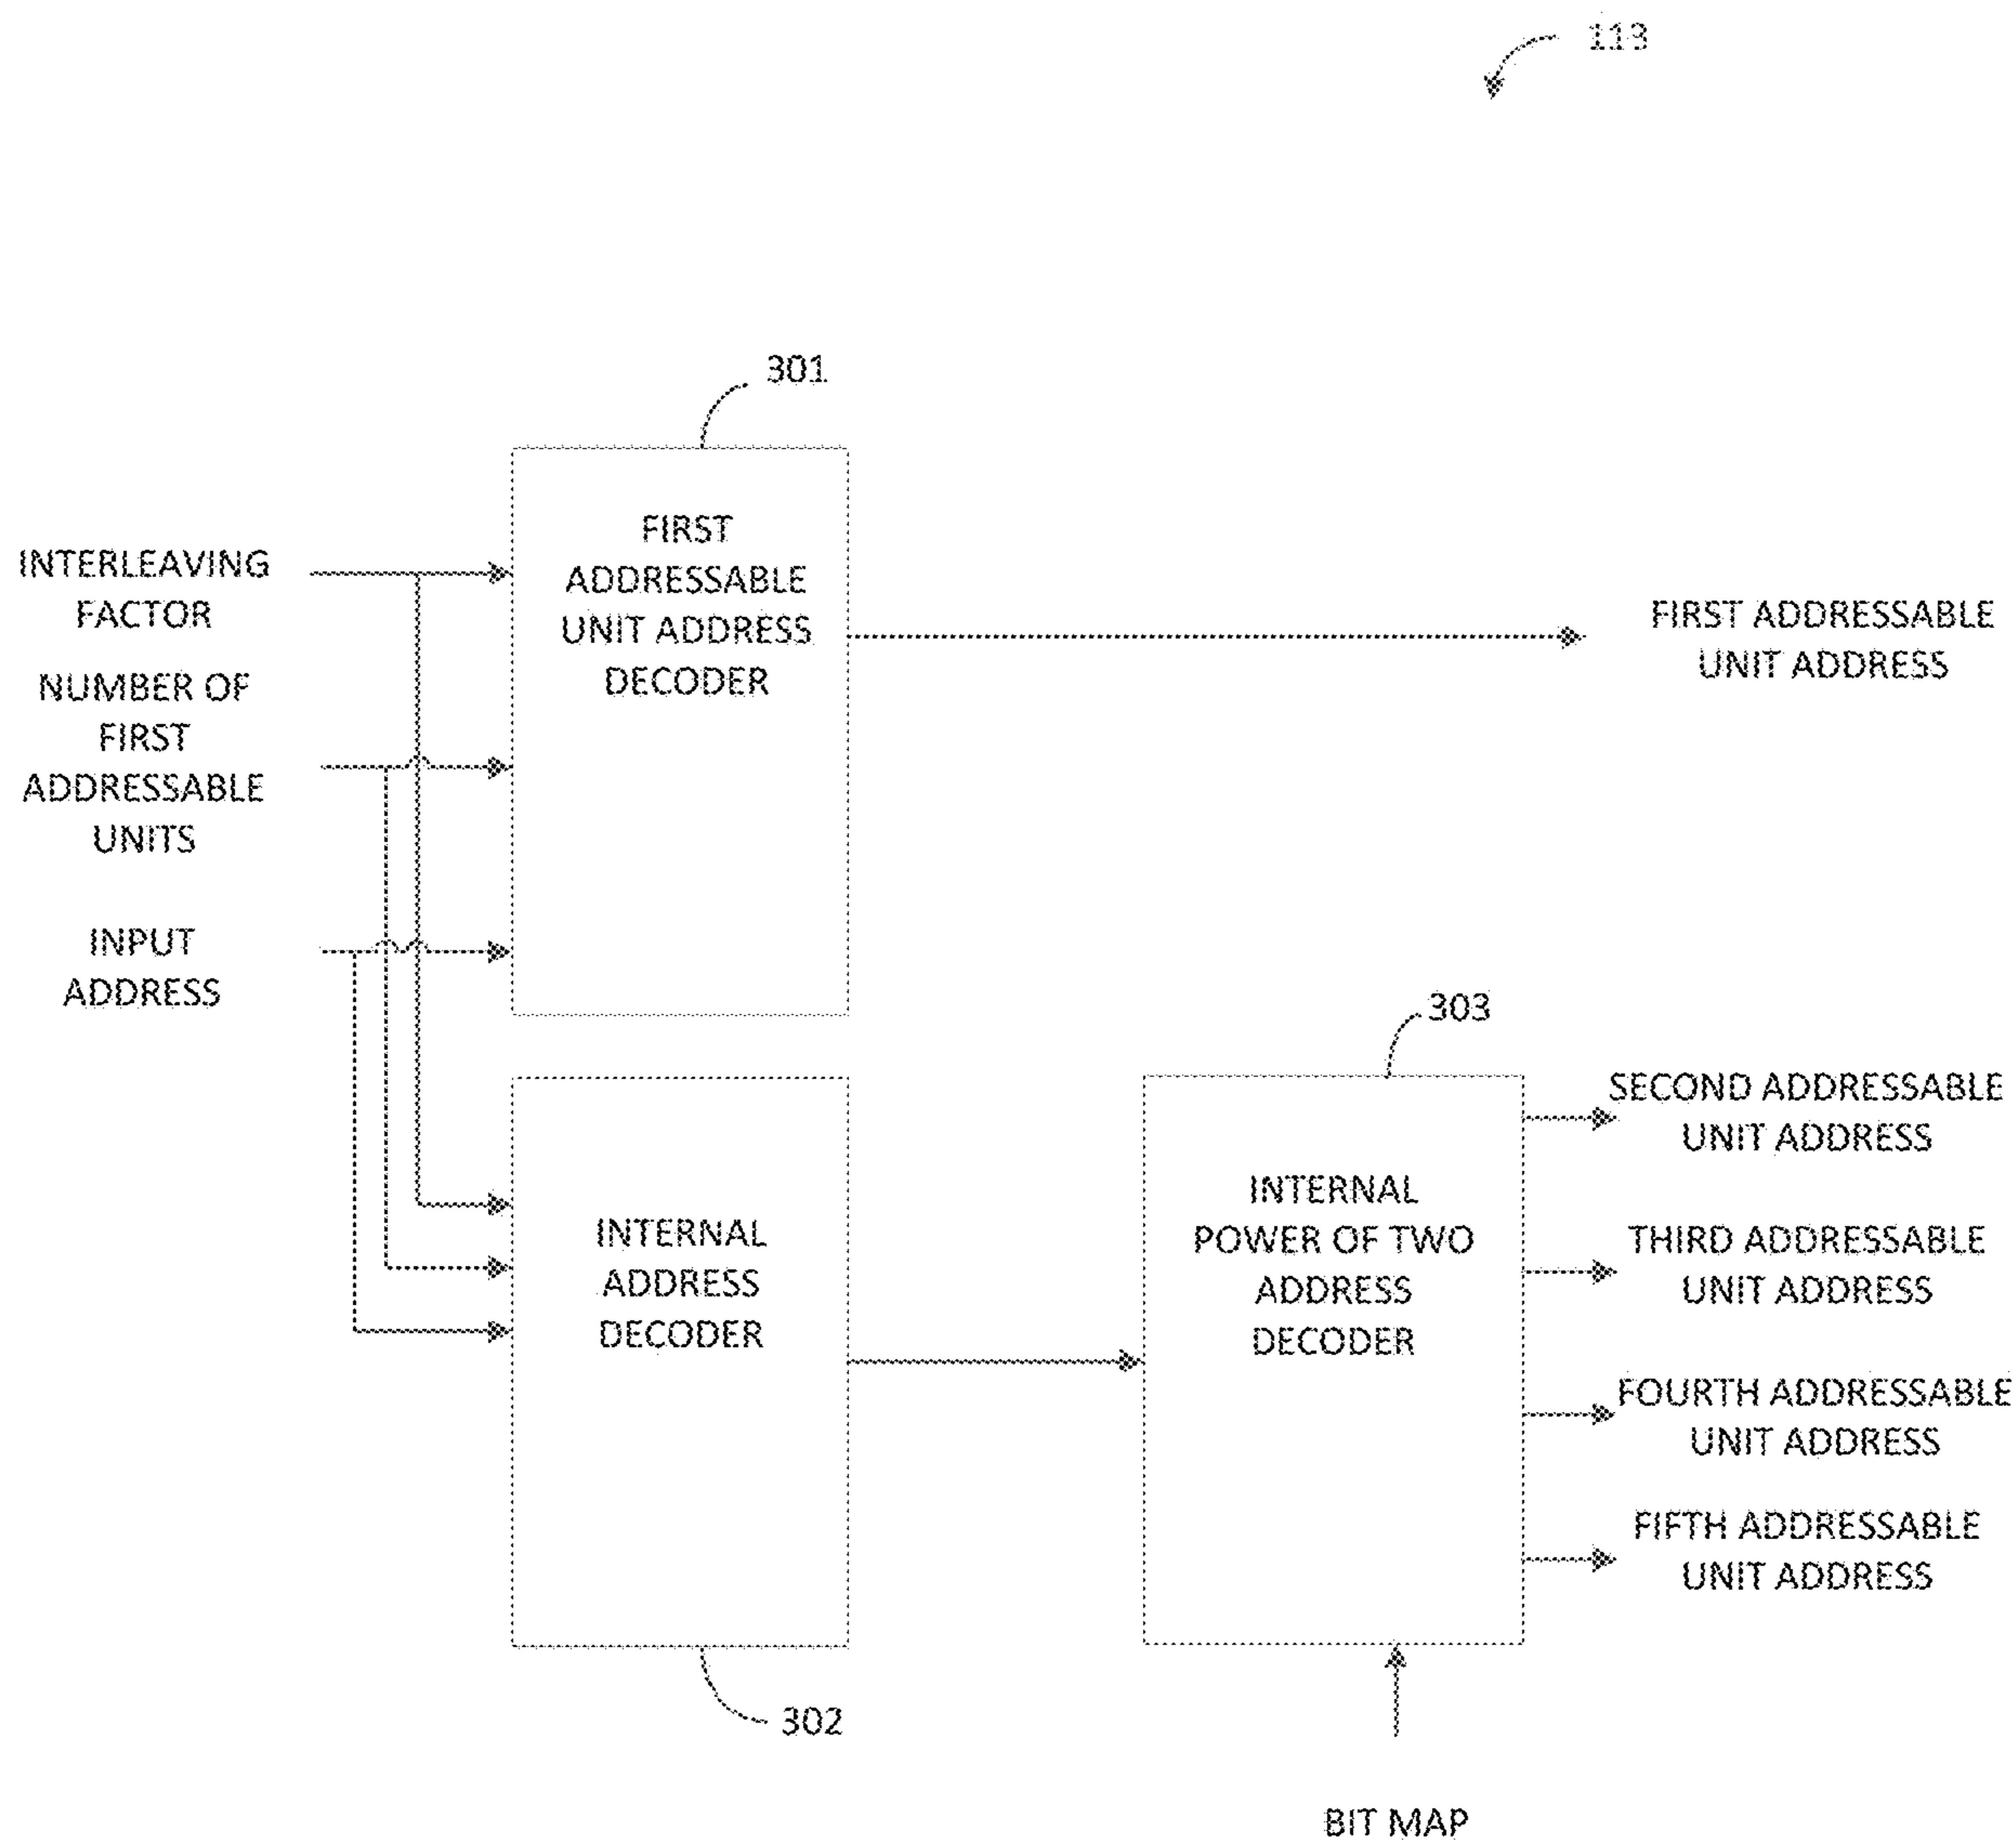 113
301
FIRST
ADDRESSABLE
UNIT ADDRESS
DECODER
INTERLEAVING
FACTOR
NUMBER OF
FIRST
ADDRESSABLE
UNITS
INPUT
ADDRESS
FIRST ADDRESSABLE
UNIT ADDRESS
303
INTERNAL
ADDRESS
DECODER
302
INTERNAL
POWER OF TWO
ADDRESS
DECODER
SECOND ADDRESSABLE
UNIT ADDRESS
THIRD ADDRESSABLE
UNIT ADDRESS
FOURTH ADDRESSABLE
UNIT ADDRESS
FIFTH ADDRESSABLE
UNIT ADDRESS
BIT MAP